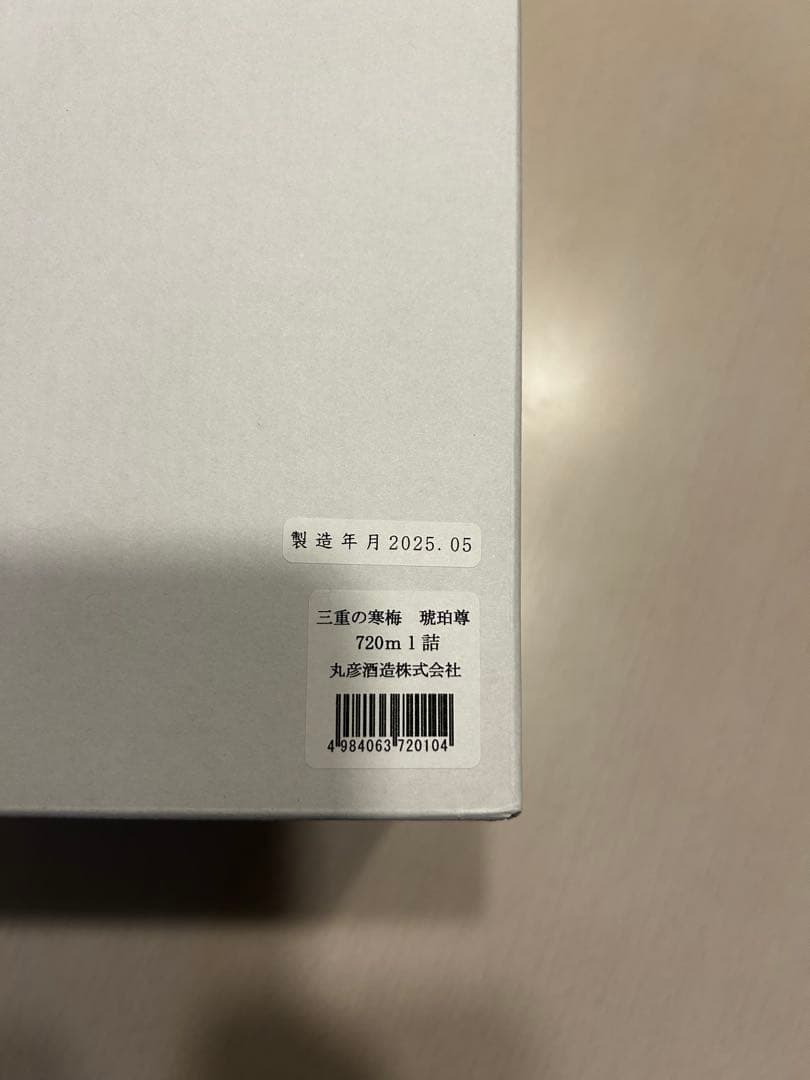 製造年月2025.05
三重の寒梅　琥珀尊
720ml詰
丸彦酒造株式会社
4984063720104